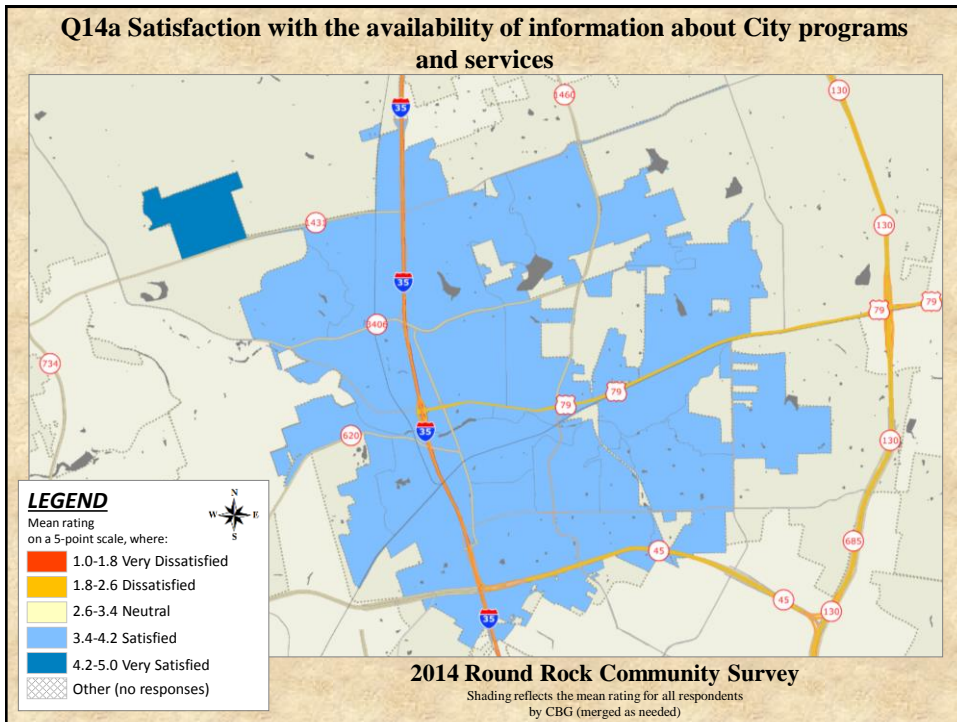 Q14a Satisfaction with the availability of information about City programs
and services
35
1460
130
1431
130
35
79
79
3406
734
79
79
620
35
130
45
685
45
130
35
LEGEND
Mean rating
on a 5-point scale, where:
N
W E
S
1.0-1.8 Very Dissatisfied
1.8-2.6 Dissatisfied
2.6-3.4 Neutral
3.4-4.2 Satisfied
4.2-5.0 Very Satisfied
Other (no responses)
2014 Round Rock Community Survey
Shading reflects the mean rating for all respondents
by CBG (merged as needed)